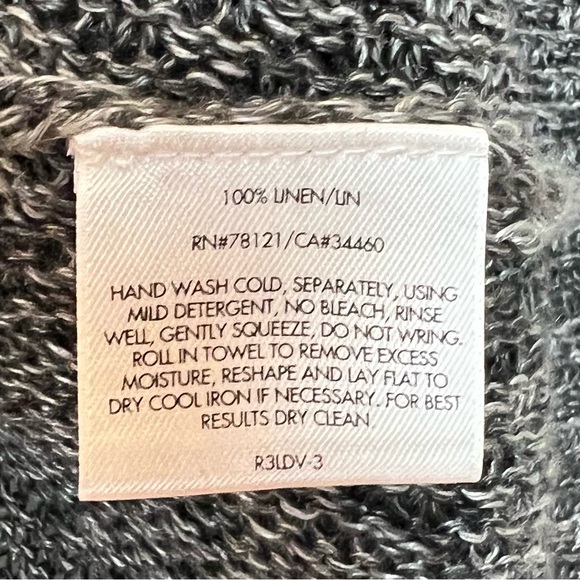 100% LINEN/LIN
RN#78121/CA#34460
HAND WASH COLD, SEPARATELY, USING
MILD DETERGENT, NO BLEACH, RINSE
WELL, GENTLY SQUEEZE, DO NOT WRING.
ROLL IN TOWEL TO REMOVE EXCESS
MOISTURE, RESHAPE AND LAY FLAT TO
DRY COOL IRON IF NECESSARY. FOR BEST
RESULTS DRY CLEAN
R3LDV-3